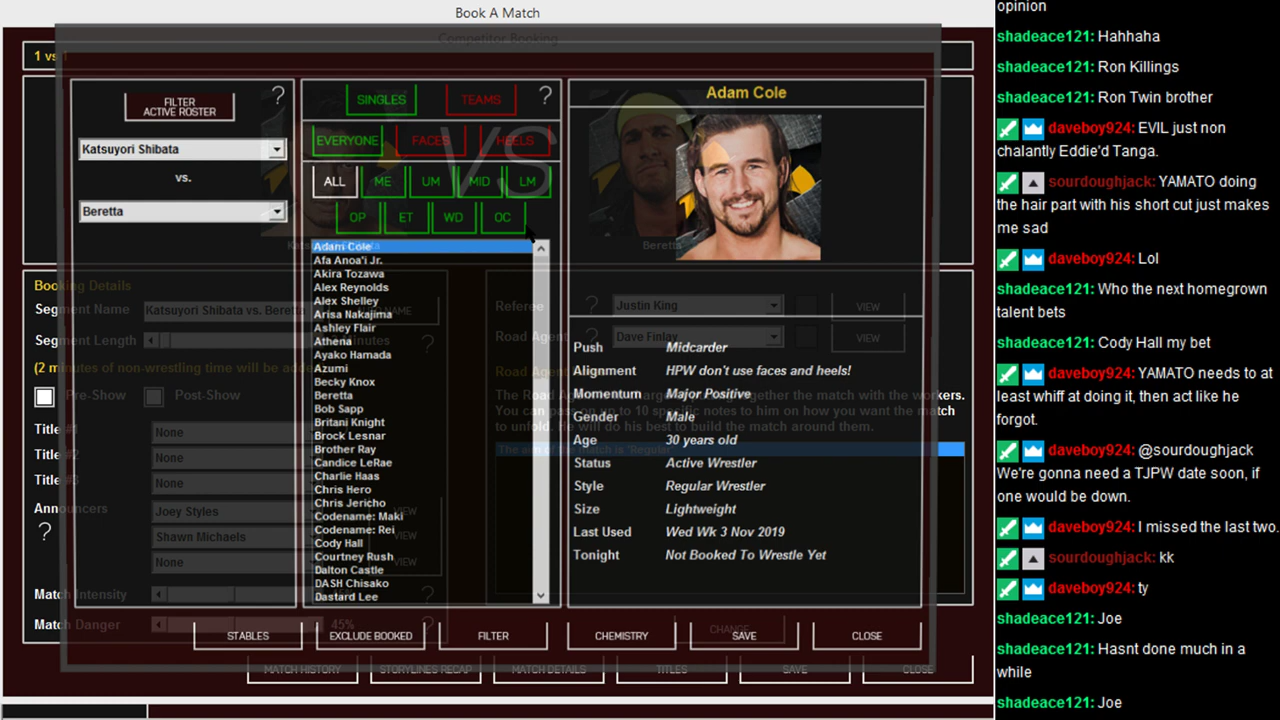 Book A Match
Competitor Booking
1 vs 1
FILTER
ACTIVE ROSTER
?
Katsuyori Shibata
vs.
Beretta
SINGLES
TEAMS
?
EVERYONE
FACES
HEELS
VS
ALL
ME
UM
MID
LM
OP
ET
WD
OC
Adam Cole
Afa Anoa'i Jr.
Akira Tozawa
Alex Reynolds
Alex Shelley
Arisa Nakajima
Ashley Flair
Athena
Ayako Hamada
Azumi
Becky Knox
Beretta
Bob Sapp
Britani Knight
Brock Lesnar
Brother Ray
Candice LeRae
Charlie Haas
Chris Hero
Chris Jericho
Codename: Maki
Codename: Rei
Cody Hall
Courtney Rush
Dalton Castle
DASH Chisako
Dastard Lee
Adam Cole
Beretta
Push Midcarder
Alignment HPW don't use faces and heels!
Momentum Major Positive
Gender Male
Age 30 years old
Status Active Wrestler
Style Regular Wrestler
Size Lightweight
Last Used Wed Wk 3 Nov 2019
Tonight Not Booked To Wrestle Yet
Booking Details
Segment Name Katsuyori Shibata vs. Beretta
Segment Length
?
Pre-Show
Post-Show
Title #1 None
Title #2 None
Title #3 None
Announcers Joey Styles
? Shawn Michaels
None
Match Intensity
?
Match Danger 45%
?
Referee ? Justin King VIEW
Road Agent ? Dave Finlay VIEW
CHANGE
STABLES
EXCLUDE BOOKED
FILTER
CHEMISTRY
SAVE
CLOSE
MATCH HISTORY
STORYLINES RECAP
MATCH DETAILS
TITLES
SAVE
CLOSE
opinion
shadeace121: Hahhaha
shadeace121: Ron Killings
shadeace121: Ron Twin brother
daveboy924: EVIL just non
chalantly Eddie'd Tanga.
sourdoughjack: YAMATO doing
the hair part with his short cut just makes
me sad
daveboy924: Lol
shadeace121: Who the next homegrown
talent bets
shadeace121: Cody Hall my bet
daveboy924: YAMATO needs to at
least whiff at doing it, then act like he
forgot.
daveboy924: @sourdoughjack
We're gonna need a TJPW date soon, if
one would be down.
daveboy924: I missed the last two.
sourdoughjack: kk
daveboy924: ty
shadeace121: Joe
shadeace121: Hasnt done much in a
while
shadeace121: Joe